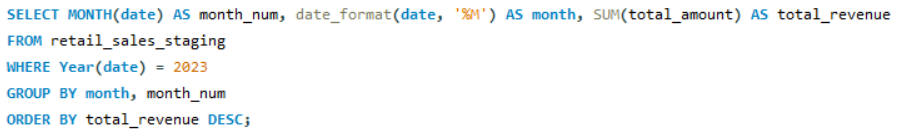 SELECT MONTH(date) AS month_num, date_format(date, '%M') AS month, SUM(total_amount) AS total_revenue
FROM retail_sales_staging
WHERE Year(date) = 2023
GROUP BY month, month_num
ORDER BY total_revenue DESC;